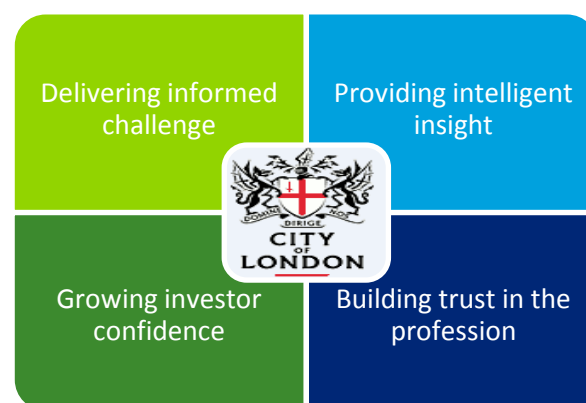 Delivering informed
challenge
Providing intelligent
insight
DOMINE DIRIGE NOS
CITY
OF
LONDON
Growing investor
confidence
Building trust in the
profession